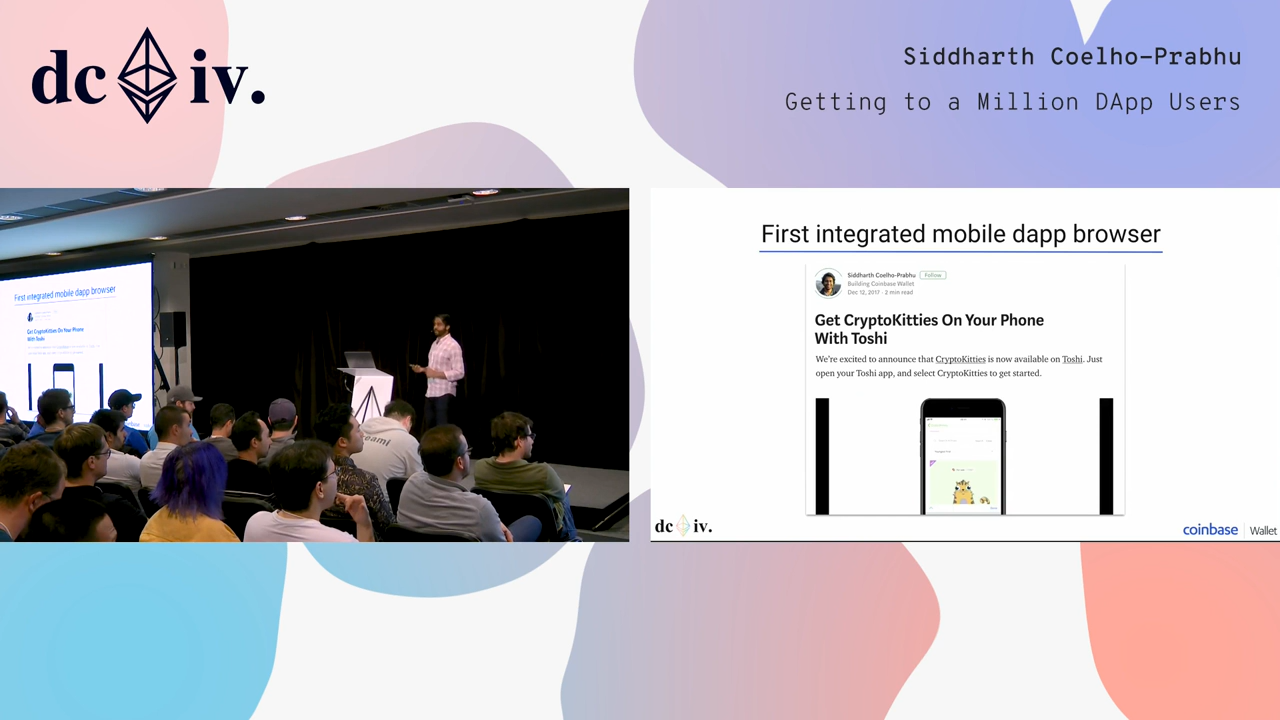 dc iv.
Siddharth Coelho-Prabhu
Getting to a Million DApp Users
First integrated mobile dapp browser
Get CryptoKitties On Your Phone
With Toshi
eami
First integrated mobile dapp browser
Siddharth Coelho-Prabhu Follow
Building Coinbase Wallet
Dec 12, 2017 · 2 min read
Get CryptoKitties On Your Phone
With Toshi
We're excited to announce that CryptoKitties is now available on Toshi. Just
open your Toshi app, and select CryptoKitties to get started.
dc iv.
coinbase Wallet